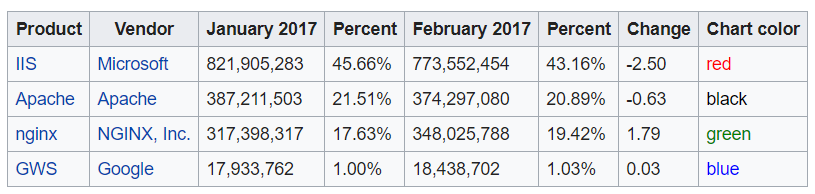 Product Vendor January 2017 Percent February 2017 Percent Change Chart color
IIS Microsoft 821,905,283 45.66% 773,552,454 43.16% -2.50 red
Apache Apache 387,211,503 21.51% 374,297,080 20.89% -0.63 black
nginx NGINX, Inc. 317,398,317 17.63% 348,025,788 19.42% 1.79 green
GWS Google 17,933,762 1.00% 18,438,702 1.03% 0.03 blue